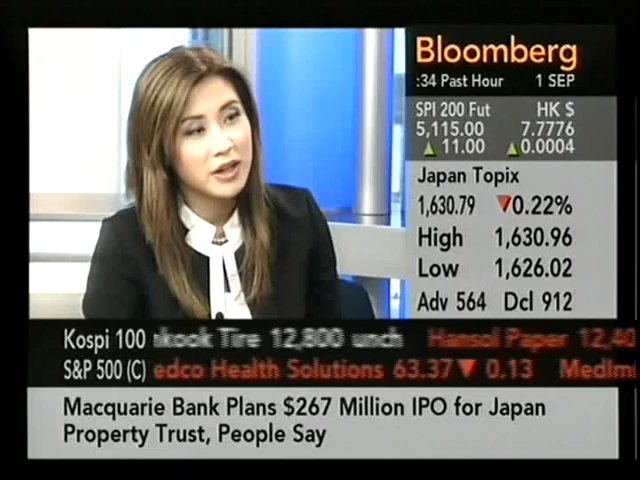 Bloomberg
:34 Past Hour 1 SEP
SPI 200 Fut HK $
5,115.00 7.7776
▲ 11.00 ▲0.0004
Japan Topix
1,630.79 ▼0.22%
High 1,630.96
Low 1,626.02
Adv 564 Dcl 912
Kospi 100 nkook Tire 12,800 unch Hansol Paper 12,40
S&P 500 (C) edco Health Solutions 63.37▼ 0.13 MedIm
Macquarie Bank Plans $267 Million IPO for Japan
Property Trust, People Say